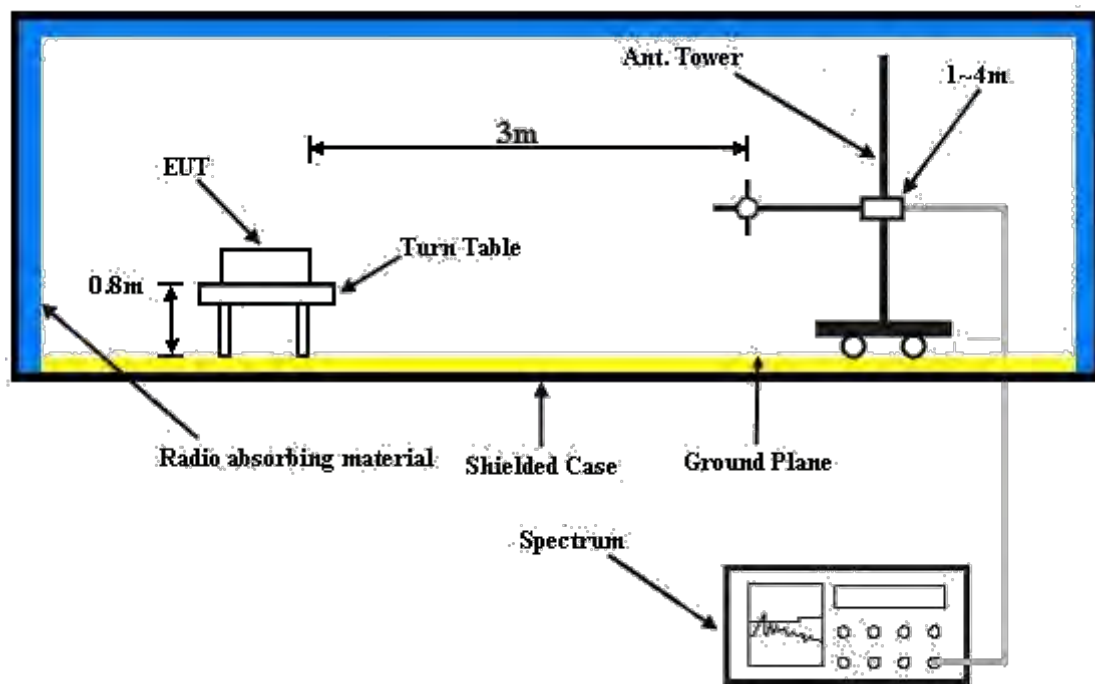 Ant. Tower
1~4m
3m
EUT
Turn Table
0.8m
Radio absorbing material
Shielded Case
Ground Plane
Spectrum